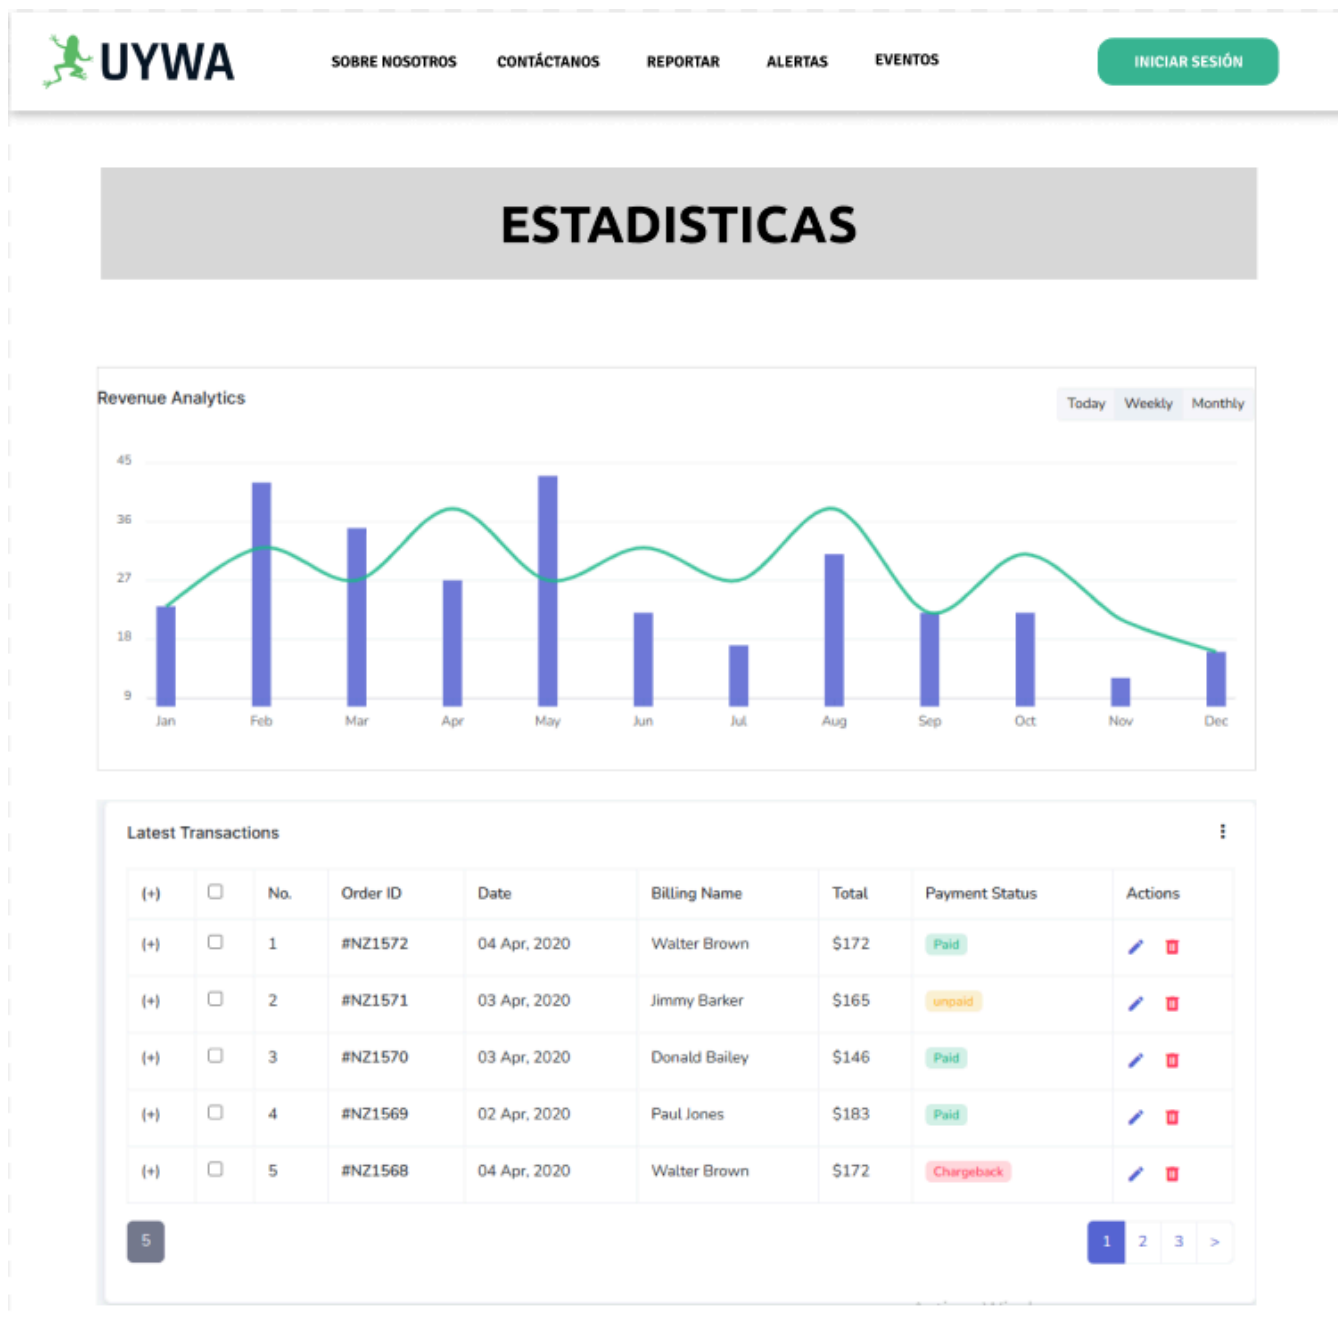 UYWA
SOBRE NOSOTROS CONTÁCTANOS REPORTAR ALERTAS EVENTOS INICIAR SESIÓN
ESTADISTICAS
Revenue Analytics
Today Weekly Monthly
45
36
27
18
9
Jan Feb Mar Apr May Jun Jul Aug Sep Oct Nov Dec
Latest Transactions
(+) No. Order ID Date Billing Name Total Payment Status Actions
(+) 1 #NZ1572 04 Apr, 2020 Walter Brown $172 Paid
(+) 2 #NZ1571 03 Apr, 2020 Jimmy Barker $165 unpaid
(+) 3 #NZ1570 03 Apr, 2020 Donald Bailey $146 Paid
(+) 4 #NZ1569 02 Apr, 2020 Paul Jones $183 Paid
(+) 5 #NZ1568 04 Apr, 2020 Walter Brown $172 Chargeback
5 1 2 3 >